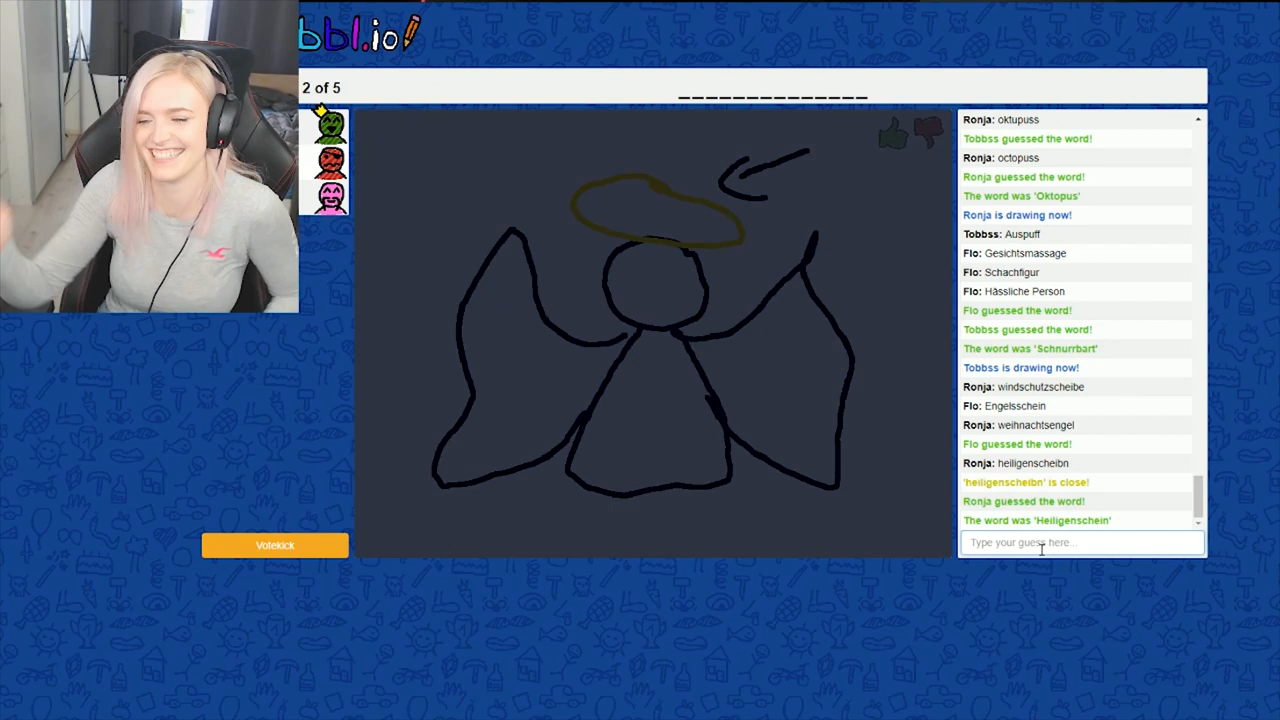 bbl.io
2 of 5
Ronja: oktupuss
Tobbss guessed the word!
Ronja: octopuss
Ronja guessed the word!
The word was 'Oktopus'
Ronja is drawing now!
Tobbss: Auspuff
Flo: Gesichtsmassage
Flo: Schachfigur
Flo: Hässliche Person
Flo guessed the word!
Tobbss guessed the word!
The word was 'Schnurrbart'
Tobbss is drawing now!
Ronja: windschutzscheibe
Flo: Engelsschein
Ronja: weihnachtsengel
Flo guessed the word!
Ronja: heiligenscheibn
'heiligenscheibn' is close!
Ronja guessed the word!
The word was 'Heiligenschein'
Type your guess here...
Votekick